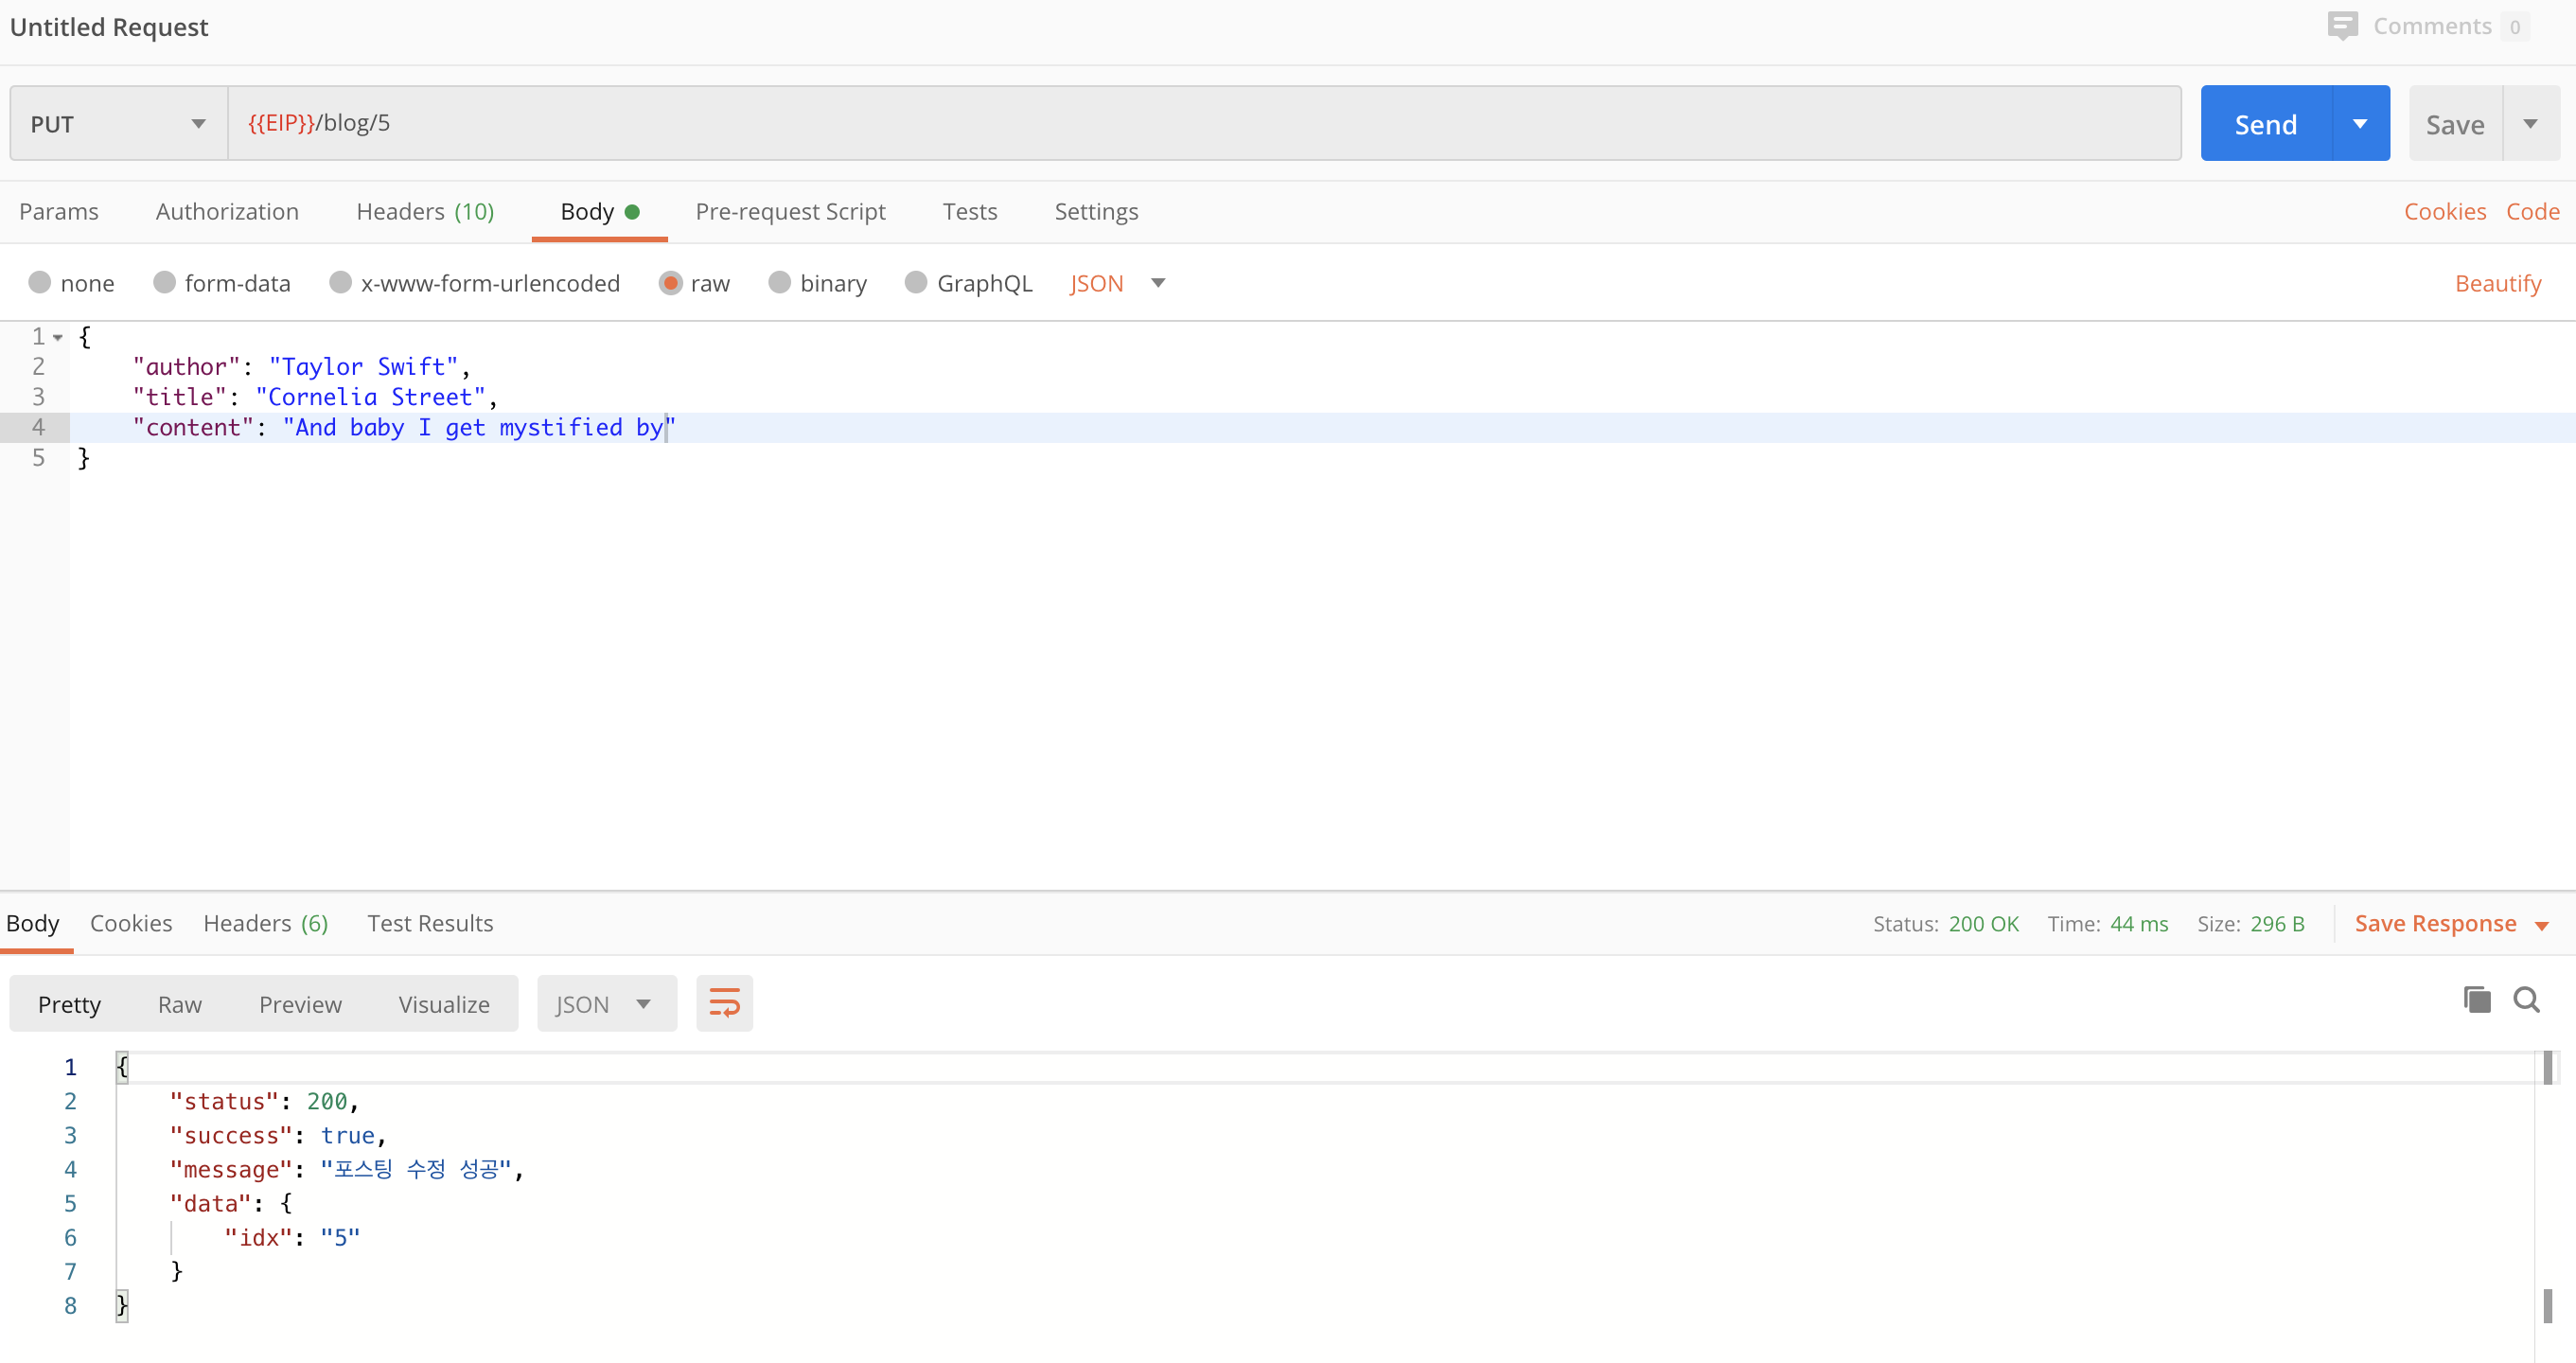 Untitled Request
Comments 0
PUT {{EIP}}/blog/5 Send Save
Params Authorization Headers (10) Body Pre-request Script Tests Settings Cookies Code
none form-data x-www-form-urlencoded raw binary GraphQL JSON Beautify
1 {
2 "author": "Taylor Swift",
3 "title": "Cornelia Street",
4 "content": "And baby I get mystified by"
5 }
Body Cookies Headers (6) Test Results Status: 200 OK Time: 44 ms Size: 296 B Save Response
Pretty Raw Preview Visualize JSON
1 {
2 "status": 200,
3 "success": true,
4 "message": "포스팅 수정 성공",
5 "data": {
6 "idx": "5"
7 }
8 }